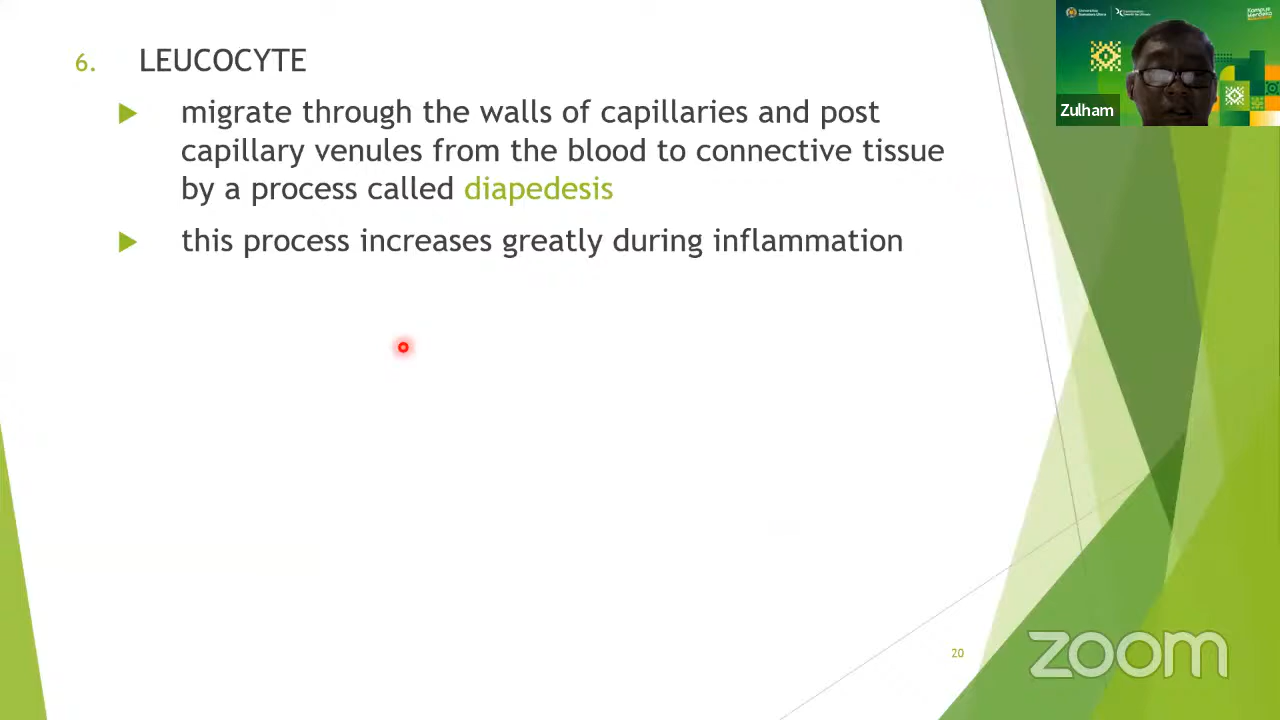 6. LEUCOCYTE
migrate through the walls of capillaries and post
capillary venules from the blood to connective tissue
by a process called diapedesis
this process increases greatly during inflammation
Zulham
20
zoom